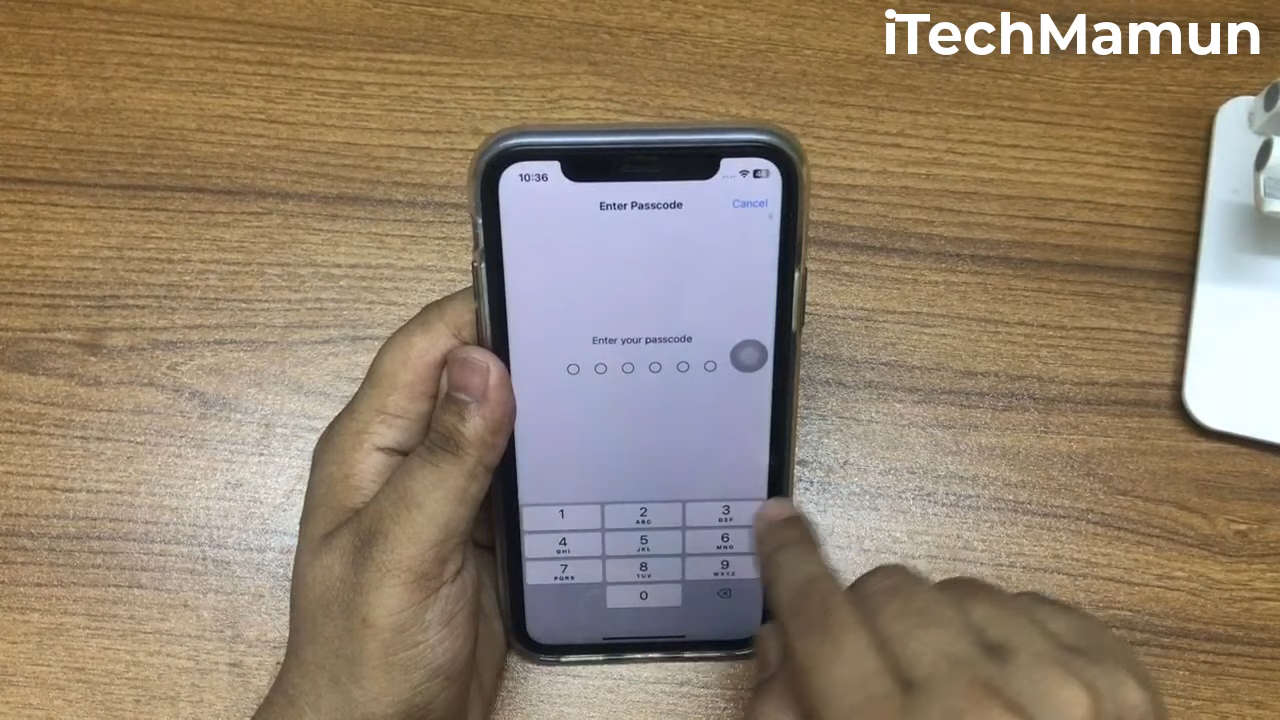 iTechMamun
10:36
48
Enter Passcode
Cancel
Enter your passcode
1
2
ABC
3
DEF
4
GHI
5
JKL
6
MNO
7
PQRS
8
TUV
9
WXYZ
0